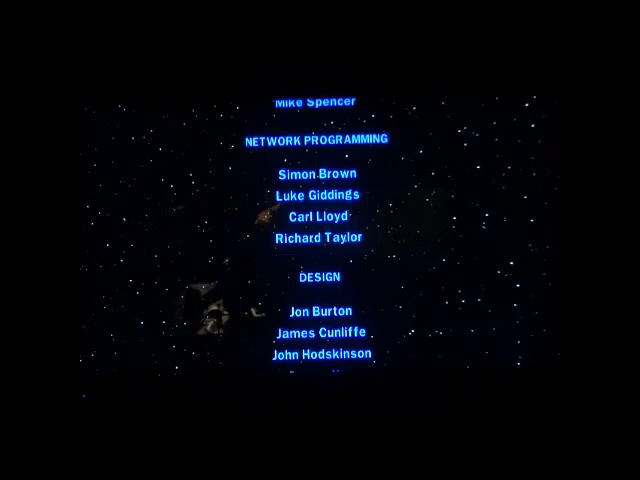 Mike Spencer
NETWORK PROGRAMMING
Simon Brown
Luke Giddings
Carl Lloyd
Richard Taylor
DESIGN
Jon Burton
James Cunliffe
John Hodskinson